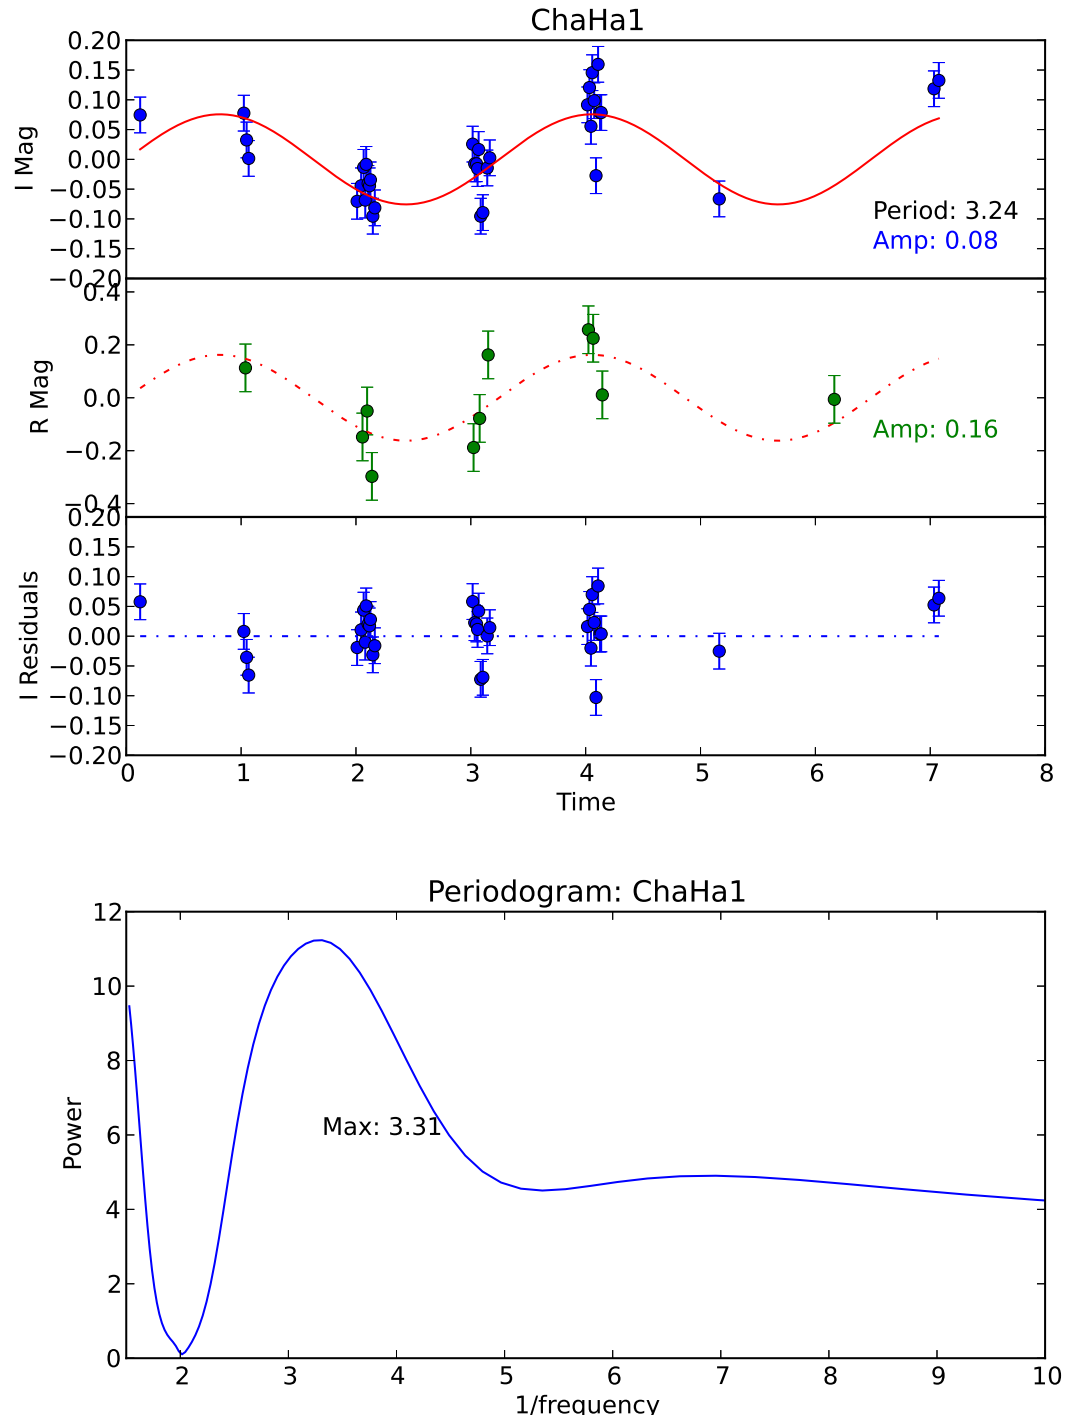 ChaHa1
0.20
0.15
0.10
0.05
0.00
−0.05
−0.10
−0.15
−0.20
I Mag
Period: 3.24
Amp: 0.08
0.4
0.2
0.0
−0.2
−0.4
R Mag
Amp: 0.16
0.20
0.15
0.10
0.05
0.00
−0.05
−0.10
−0.15
−0.20
I Residuals
0 1 2 3 4 5 6 7 8
Time
Periodogram: ChaHa1
12
10
8
6
4
2
0
Power
Max: 3.31
2 3 4 5 6 7 8 9 10
1/frequency